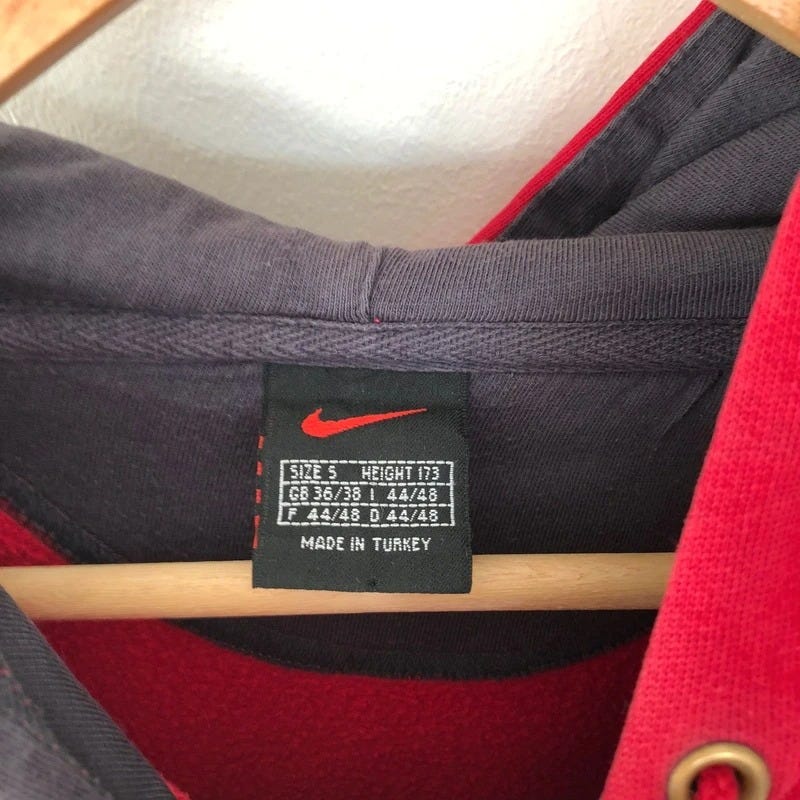 SIZE S HEIGHT 173
GB 36/38 I 44/48
F 44/48 D 44/48
MADE IN TURKEY